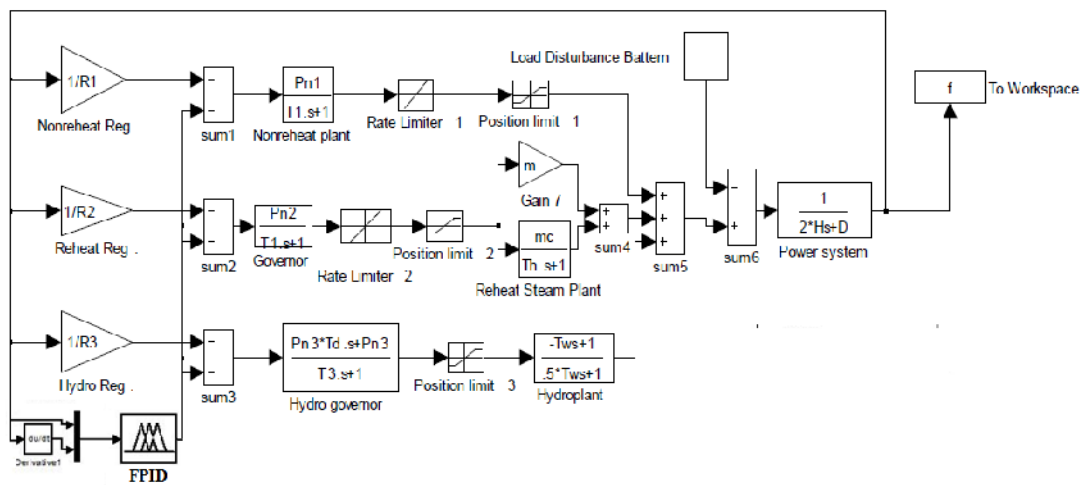 Load Disturbance Battern
1/R1
Nonreheat Reg
-
-
sum1
Pn1
T1.s+1
Nonreheat plant
Rate Limiter 1
Position limit 1
f
To Workspace
m
Gain 7
1/R2
Reheat Reg .
-
-
sum2
Pn2
T1.s+1
Governor
Rate Limiter 2
Position limit 2
mc
Th .s+1
Reheat Steam Plant
+
+
sum4
+
+
+
sum5
-
+
sum6
1
2*Hs+D
Power system
1/R3
Hydro Reg .
-
-
sum3
Pn3*Td .s+Pn3
T3.s+1
Hydro governor
Position limit 3
-Tws+1
.5*Tws+1
Hydroplant
du/dt
Derivative1
FPID